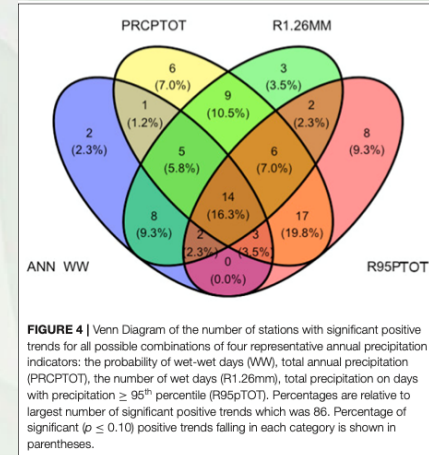 PRCPTOT R1.26MM
6 3
(7.0%) (3.5%)
9
(10.5%)
1 2
(1.2%) (2.3%)
2 8
(2.3%) (9.3%)
5 6
(5.8%) (7.0%)
14
(16.3%)
8 17
(9.3%) (19.8%)
2 3
(2.3%) (3.5%)
0
(0.0%)
ANN WW R95PTOT
FIGURE 4 | Venn Diagram of the number of stations with significant positive
trends for all possible combinations of four representative annual precipitation
indicators: the probability of wet-wet days (WW), total annual precipitation
(PRCPTOT), the number of wet days (R1.26mm), total precipitation on days
with precipitation ≥ 95th percentile (R95pTOT). Percentages are relative to
largest number of significant positive trends which was 86. Percentage of
significant (p ≤ 0.10) positive trends falling in each category is shown in
parentheses.